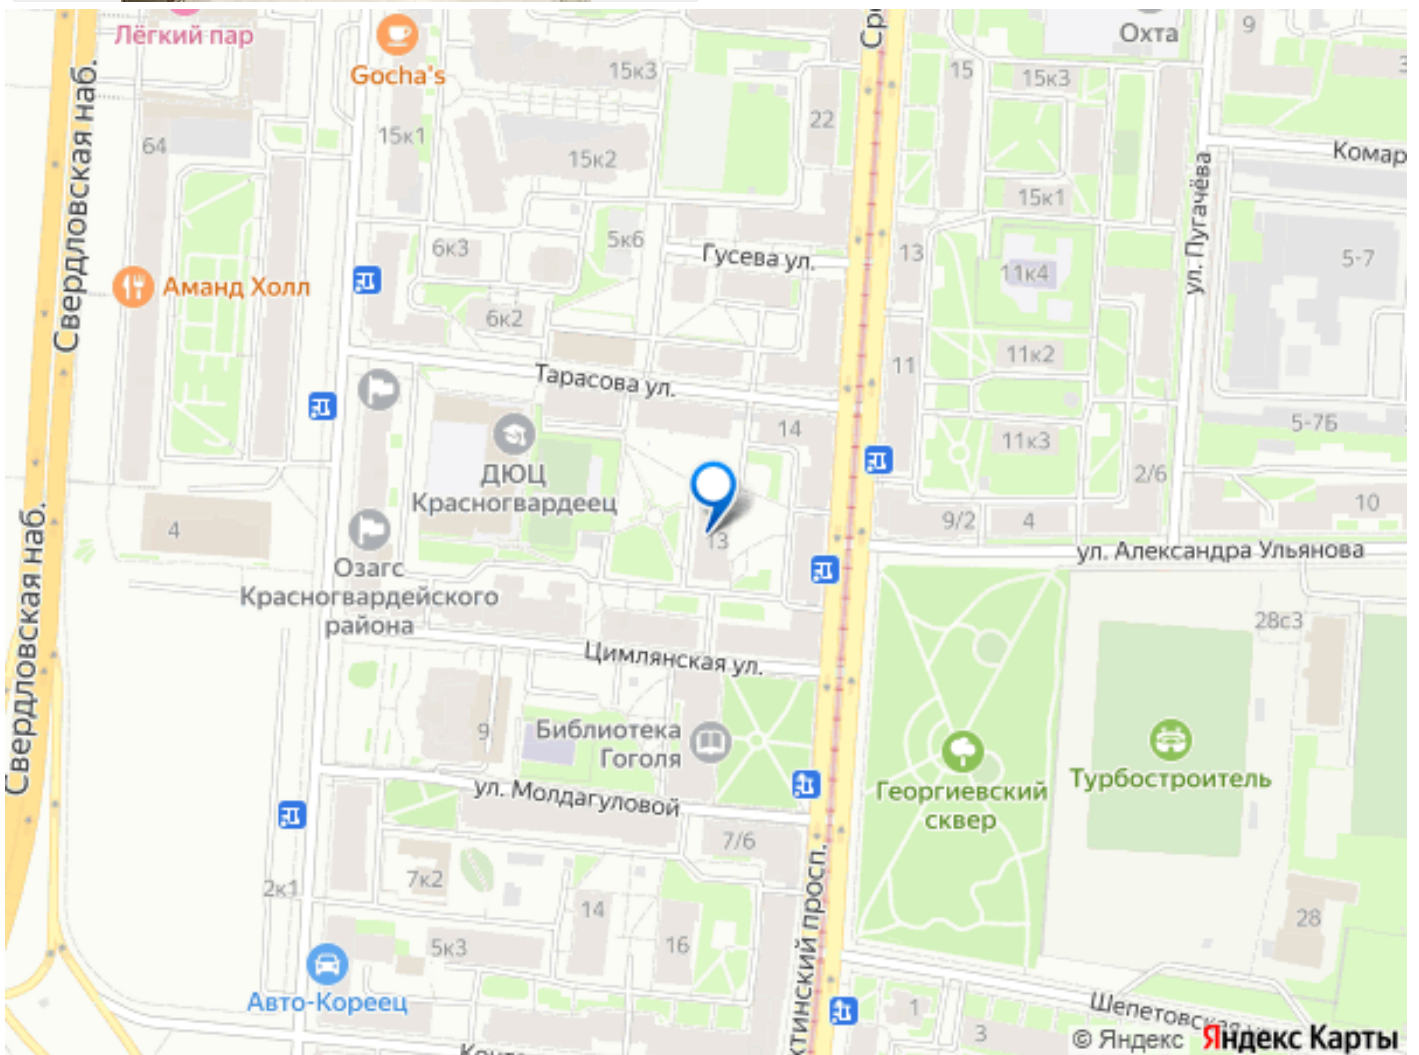 Лёгкий пар
Gocha's
Охта
9
15к3
15
15к3
22
15к1
64
15к2
Комар
Свердловская наб.
ул. Пугачёва
15к1
5к6
6к3
Гусева ул.
13
11к4
5-7
Аманд Холл
6к2
11к2
11
Тарасова ул.
14
11к3
5-7Б
ДЮЦ
Красногвардеец
2/6
10
4
9/2
4
13
ул. Александра Ульянова
Озагс
Красногвардейского
района
Свердловская наб.
28с3
Цимлянская ул.
9
Библиотека
Гоголя
Турбостроитель
Георгиевский
сквер
ул. Молдагуловой
7/6
2к1
7к2
14
5к3
16
28
хтинский просп.
Авто-Кореец
1
3
© Яндекс Яндекс Карты